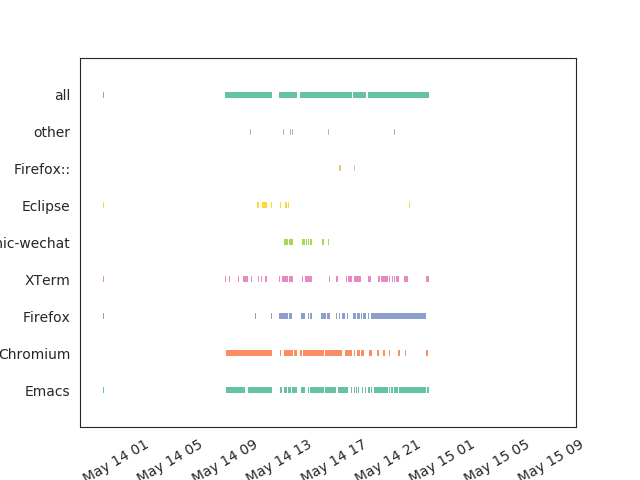 all
other
Firefox::
Eclipse
nic-wechat
XTerm
Firefox
Chromium
Emacs
May 14 01
May 14 05
May 14 09
May 14 13
May 14 17
May 14 21
May 15 01
May 15 05
May 15 09